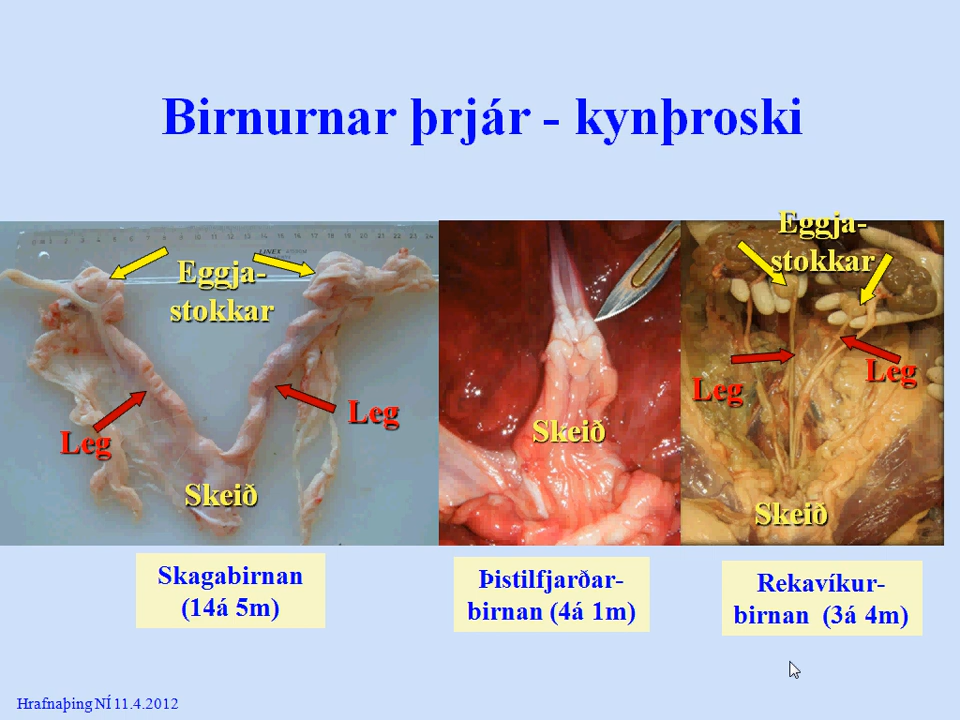 Birnurnar þrjár - kynþroski
Eggja-
stokkar
Leg
Leg
Skeið
Skeið
Eggja-
stokkar
Leg
Leg
Skeið
Skagabirnan
(14á 5m)
Þistilfjarðar-
birnan (4á 1m)
Rekavíkur-
birnan (3á 4m)
Hrafnaþing NÍ 11.4.2012